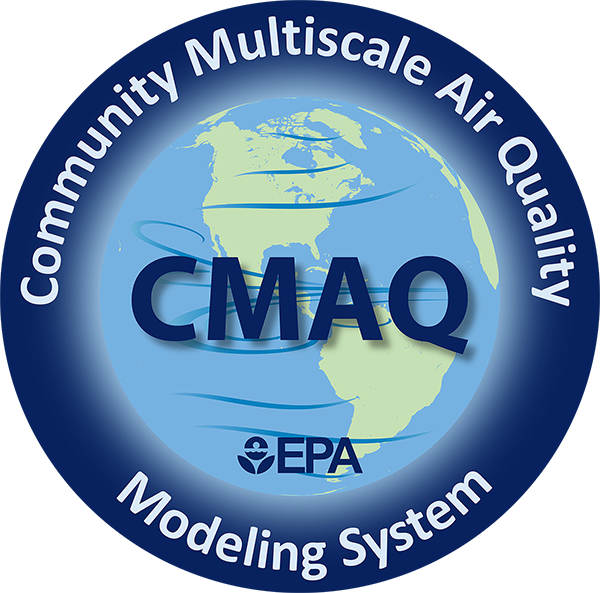 Community Multiscale Air Quality
CMAQ
EPA
Modeling System